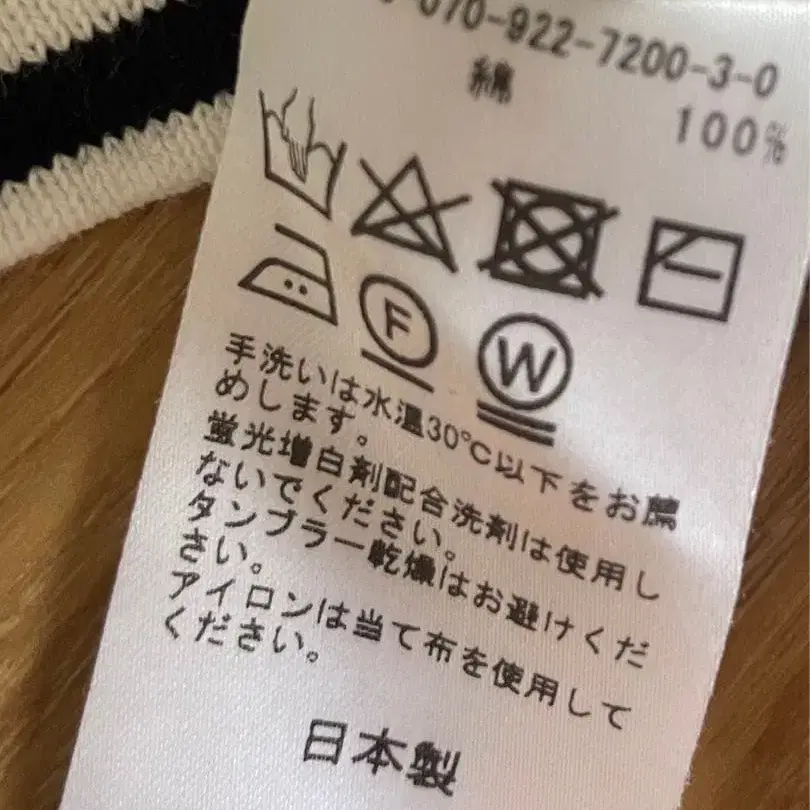 070-922-7200-3-0
綿 100%
F
W
手洗いは水温30℃以下をお薦
めします。
蛍光増白剤配合洗剤は使用し
ないでください。
タンブラー乾燥はお避けくだ
さい。
アイロンは当て布を使用して
ください。
日本製